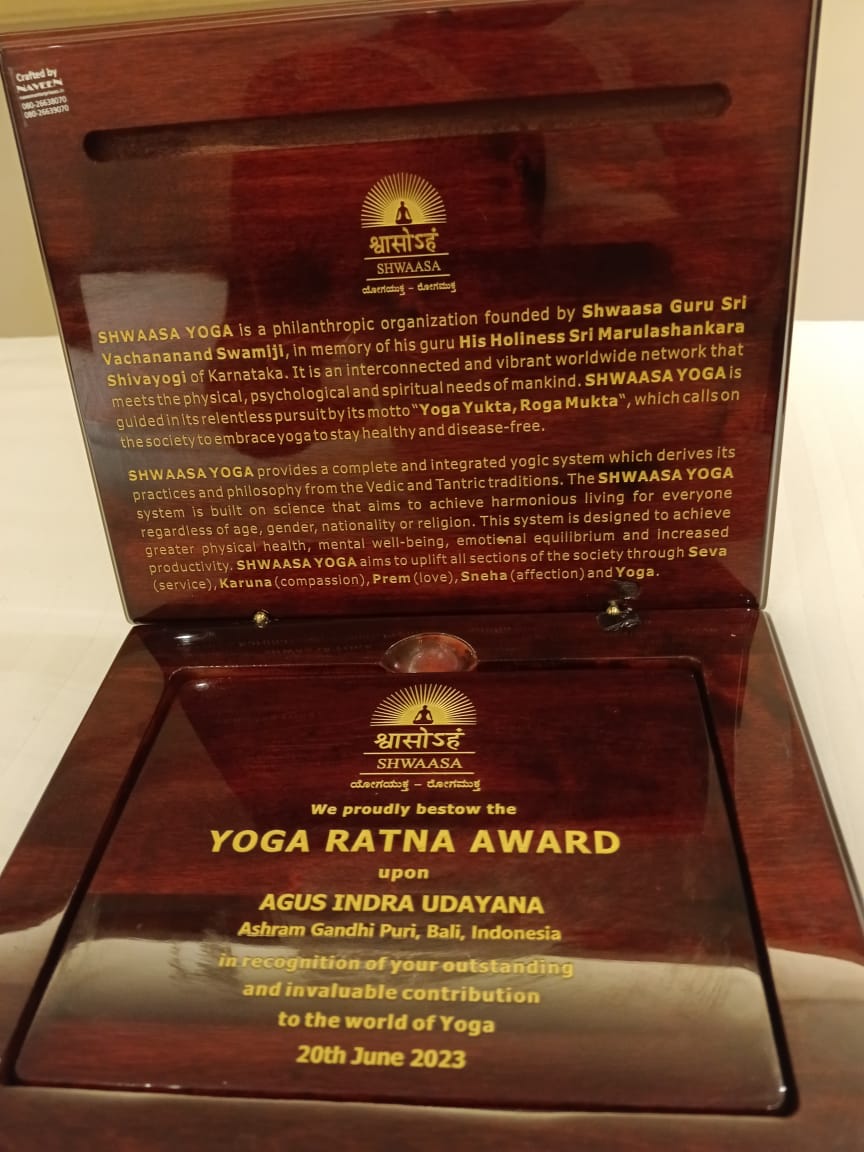 Crafted by
NAVEEN
080-26638070
080-26639070
श्वासोऽहं
SHWAASA
ಯೋಗಯುಕ್ತ – ರೋಗಮುಕ್ತ
SHWAASA YOGA is a philanthropic organization founded by Shwaasa Guru Sri
Vachananand Swamiji, in memory of his guru His Holiness Sri Marulashankara
Shivayogi of Karnataka. It is an interconnected and vibrant worldwide network that
meets the physical, psychological and spiritual needs of mankind. SHWAASA YOGA is
guided in its relentless pursuit by its motto "Yoga Yukta, Roga Mukta", which calls on
the society to embrace yoga to stay healthy and disease-free.
SHWAASA YOGA provides a complete and integrated yogic system which derives its
practices and philosophy from the Vedic and Tantric traditions. The SHWAASA YOGA
system is built on science that aims to achieve harmonious living for everyone
regardless of age, gender, nationality or religion. This system is designed to achieve
greater physical health, mental well-being, emotional equilibrium and increased
productivity. SHWAASA YOGA aims to uplift all sections of the society through Seva
(service), Karuna (compassion), Prem (love), Sneha (affection) and Yoga.
श्वासोऽहं
SHWAASA
ಯೋಗಯುಕ್ತ – ರೋಗಮುಕ್ತ
We proudly bestow the
YOGA RATNA AWARD
upon
AGUS INDRA UDAYANA
Ashram Gandhi Puri, Bali, Indonesia
in recognition of your outstanding
and invaluable contribution
to the world of Yoga
20th June 2023